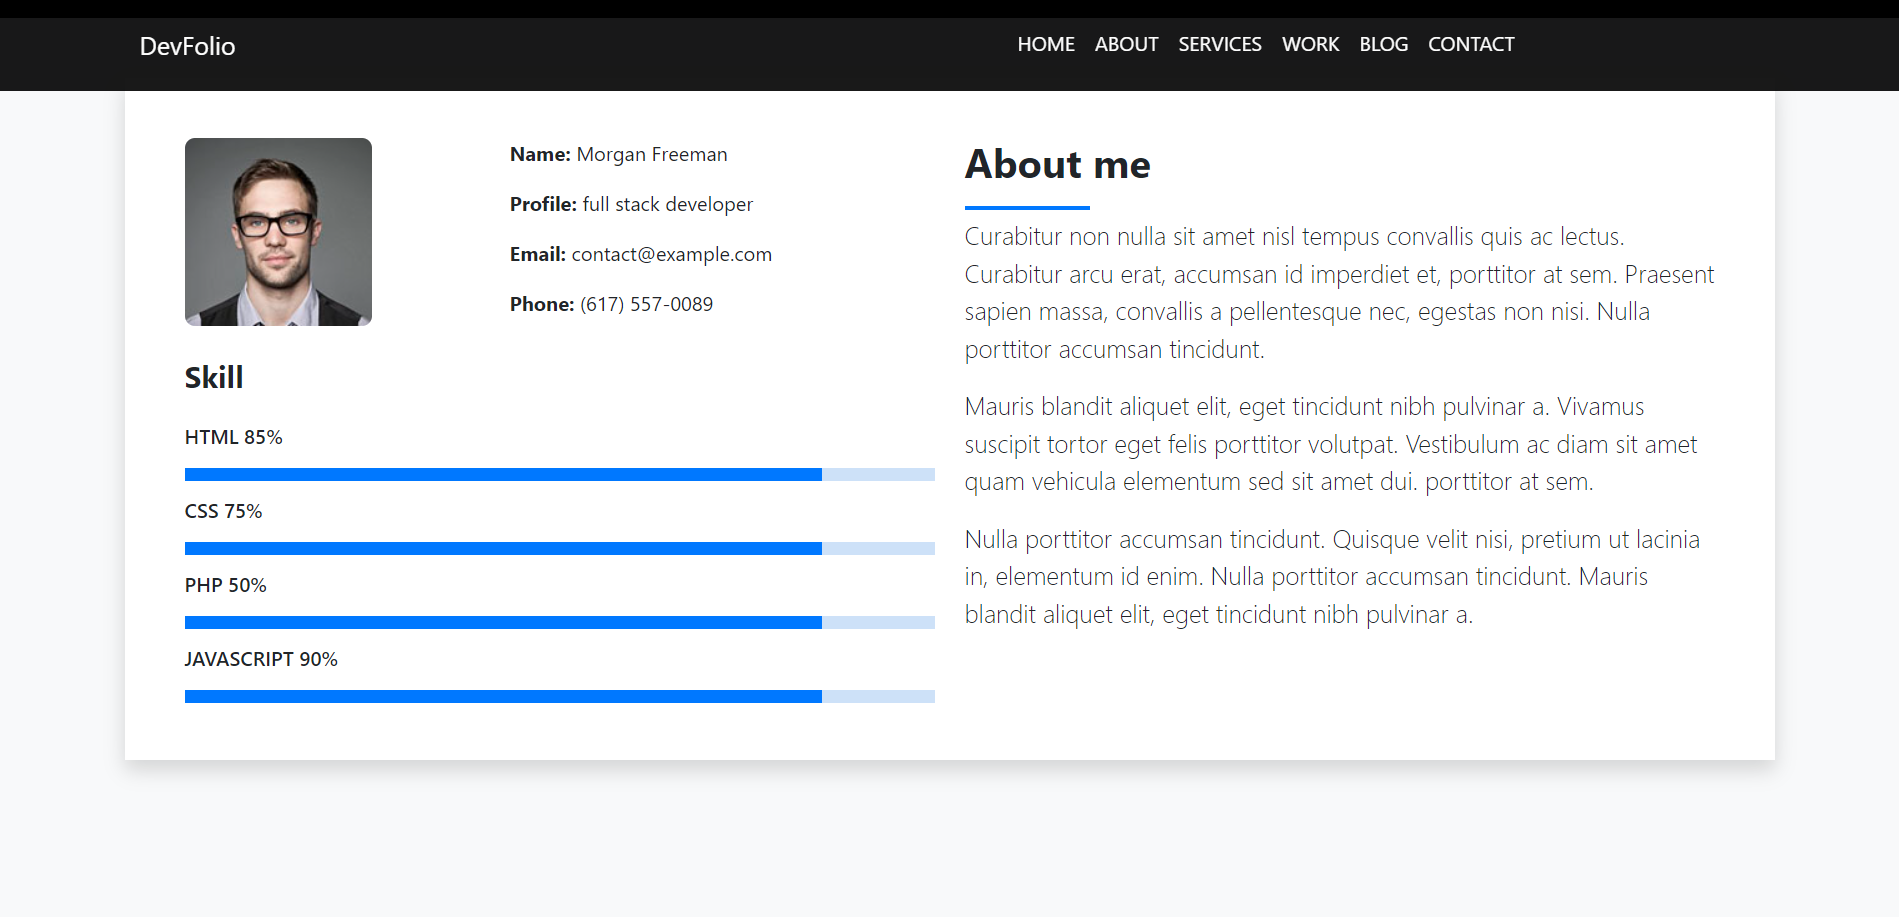 DevFolio
HOME ABOUT SERVICES WORK BLOG CONTACT
Name: Morgan Freeman
Profile: full stack developer
Email: contact@example.com
Phone: (617) 557-0089
Skill
HTML 85%
CSS 75%
PHP 50%
JAVASCRIPT 90%
About me
Curabitur non nulla sit amet nisl tempus convallis quis ac lectus.
Curabitur arcu erat, accumsan id imperdiet et, porttitor at sem. Praesent
sapien massa, convallis a pellentesque nec, egestas non nisi. Nulla
porttitor accumsan tincidunt.
Mauris blandit aliquet elit, eget tincidunt nibh pulvinar a. Vivamus
suscipit tortor eget felis porttitor volutpat. Vestibulum ac diam sit amet
quam vehicula elementum sed sit amet dui. porttitor at sem.
Nulla porttitor accumsan tincidunt. Quisque velit nisi, pretium ut lacinia
in, elementum id enim. Nulla porttitor accumsan tincidunt. Mauris
blandit aliquet elit, eget tincidunt nibh pulvinar a.